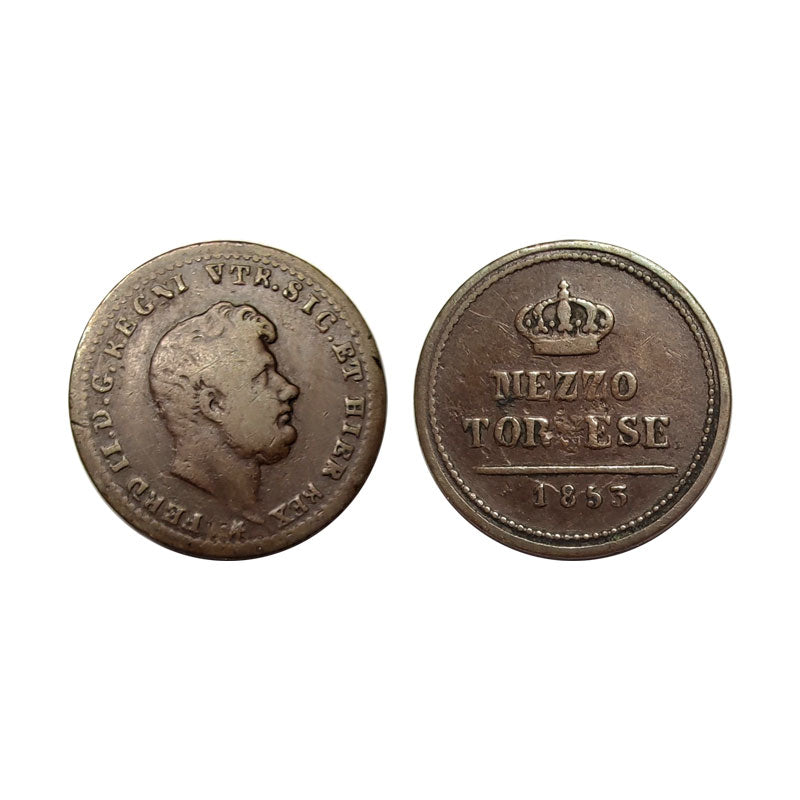 FERD II.D.G.REGNI VTR.SIC.ET HIER REX
MEZZO
TORNESE
1853